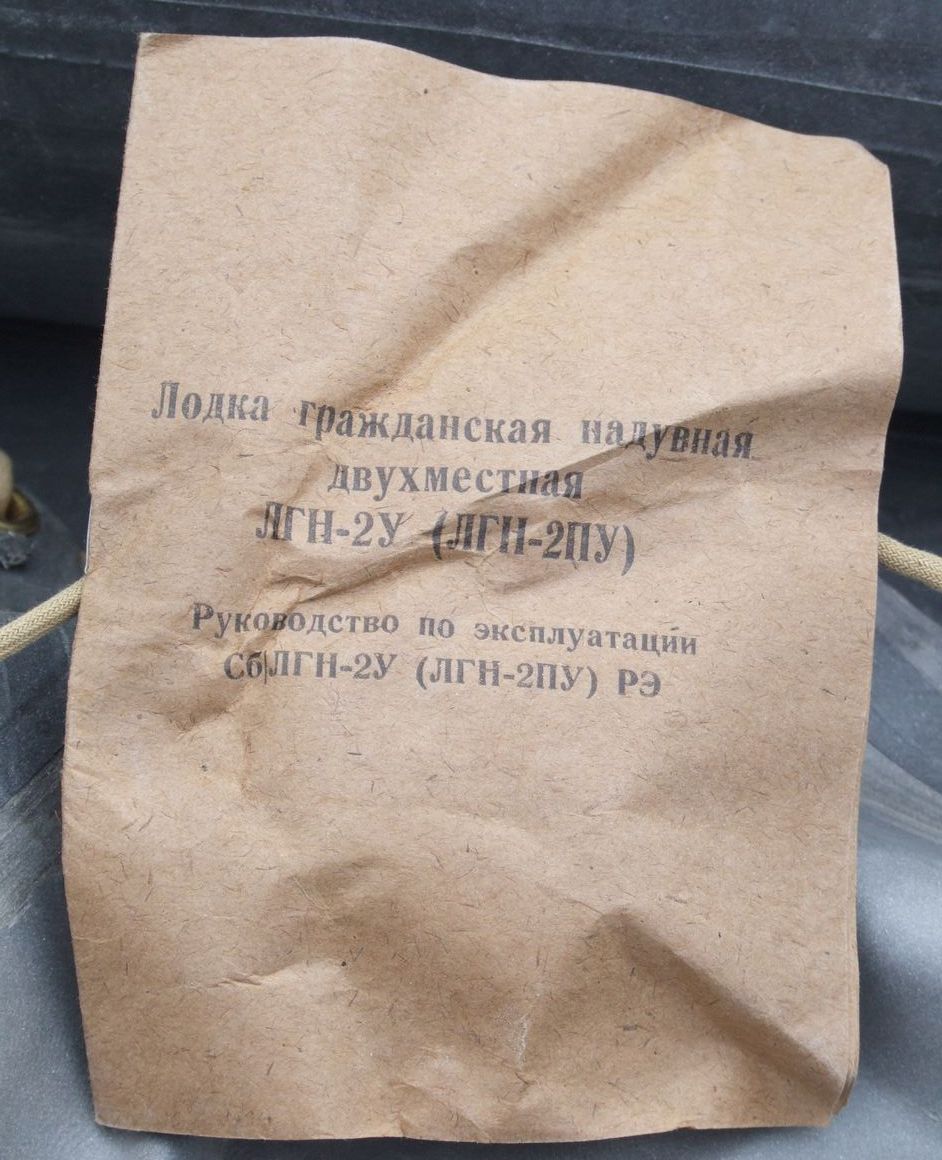 Лодка гражданская надувная
двухместная
ЛГН-2У (ЛГН-2ПУ)
Руководство по эксплуатации
Сб ЛГН-2У (ЛГН-2ПУ) РЭ